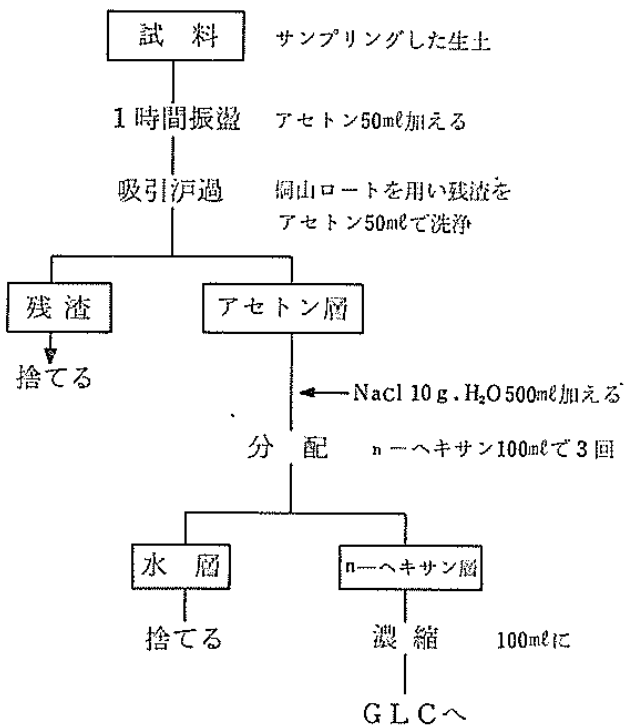 試料 サンプリングした生土
1時間振盪 アセトン50mℓ加える
吸引沪過 桐山ロートを用い残渣を
アセトン50mℓで洗浄
残渣 アセトン層
捨てる
NaCl 10g.H₂O500mℓ加える
分配 n-ヘキサン100mℓで3回
水層 n-ヘキサン層
捨てる 濃縮 100mℓに
GLCへ